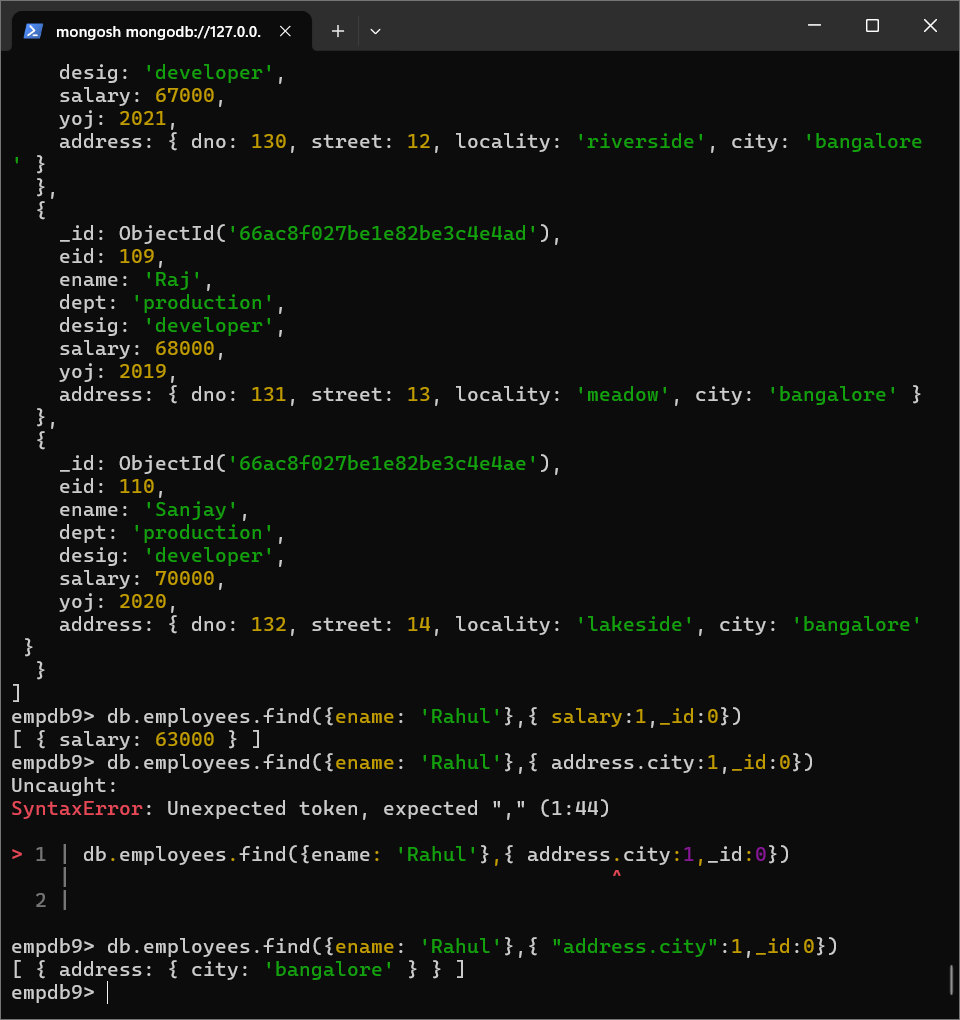 mongosh mongodb://127.0.0.
desig: 'developer',
salary: 67000,
yoj: 2021,
address: { dno: 130, street: 12, locality: 'riverside', city: 'bangalore
' }
},
{
_id: ObjectId('66ac8f027be1e82be3c4e4ad'),
eid: 109,
ename: 'Raj',
dept: 'production',
desig: 'developer',
salary: 68000,
yoj: 2019,
address: { dno: 131, street: 13, locality: 'meadow', city: 'bangalore' }
},
{
_id: ObjectId('66ac8f027be1e82be3c4e4ae'),
eid: 110,
ename: 'Sanjay',
dept: 'production',
desig: 'developer',
salary: 70000,
yoj: 2020,
address: { dno: 132, street: 14, locality: 'lakeside', city: 'bangalore'
}
}
]
empdb9> db.employees.find({ename: 'Rahul'},{ salary:1,_id:0})
[ { salary: 63000 } ]
empdb9> db.employees.find({ename: 'Rahul'},{ address.city:1,_id:0})
Uncaught:
SyntaxError: Unexpected token, expected "," (1:44)
> 1 | db.employees.find({ename: 'Rahul'},{ address.city:1,_id:0})
| ^
2 |
empdb9> db.employees.find({ename: 'Rahul'},{ "address.city":1,_id:0})
[ { address: { city: 'bangalore' } } ]
empdb9>